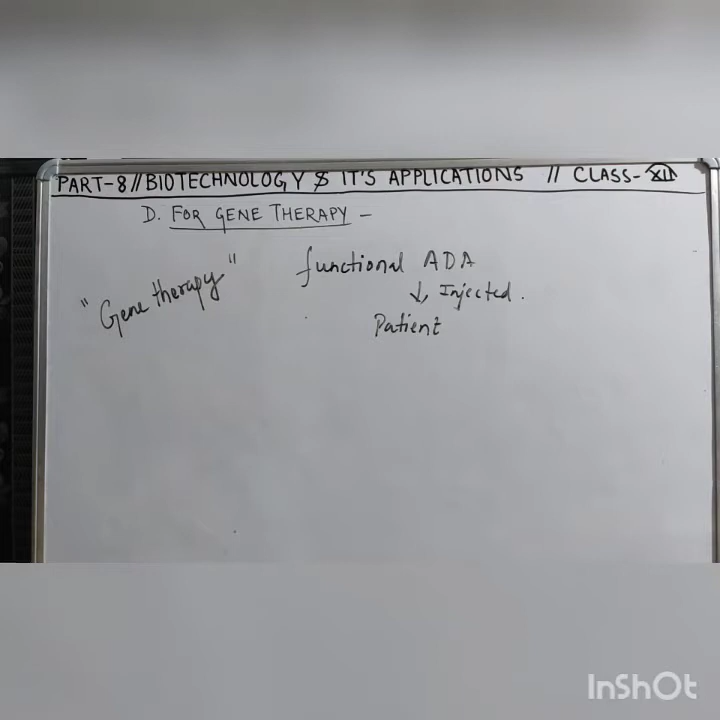 PART-8//BIOTECHNOLOGY & IT'S APPLICATIONS // CLASS-XII
D. FOR GENE THERAPY -
"Gene therapy"
functional ADA
↓ Injected.
Patient
InShOt